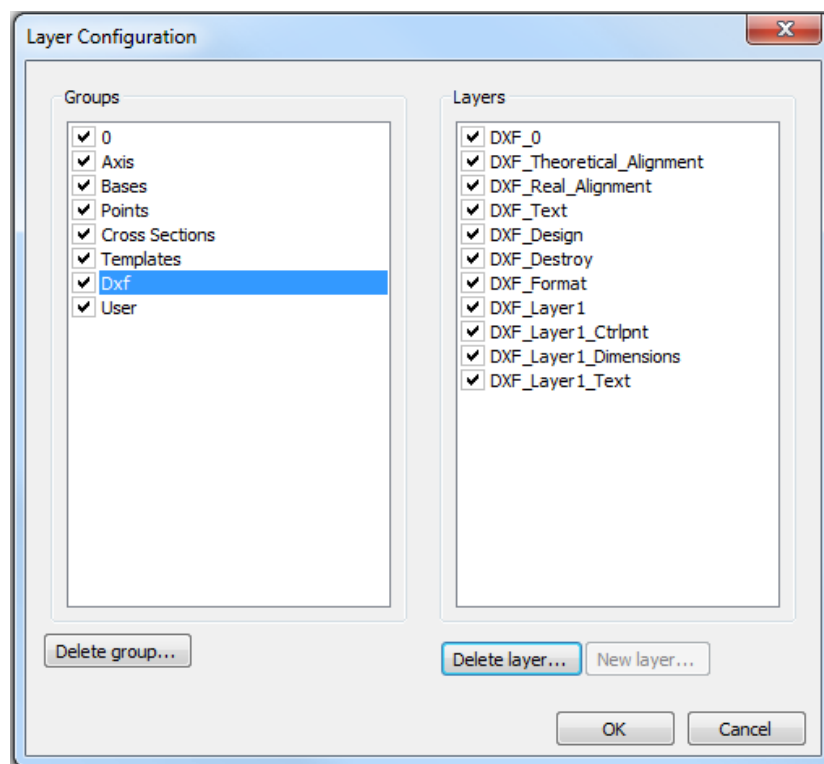 Layer Configuration
Groups
0
Axis
Bases
Points
Cross Sections
Templates
Dxf
User
Delete group...
Layers
DXF_0
DXF_Theoretical_Alignment
DXF_Real_Alignment
DXF_Text
DXF_Design
DXF_Destroy
DXF_Format
DXF_Layer1
DXF_Layer1_Ctrlpnt
DXF_Layer1_Dimensions
DXF_Layer1_Text
Delete layer...
New layer...
OK
Cancel